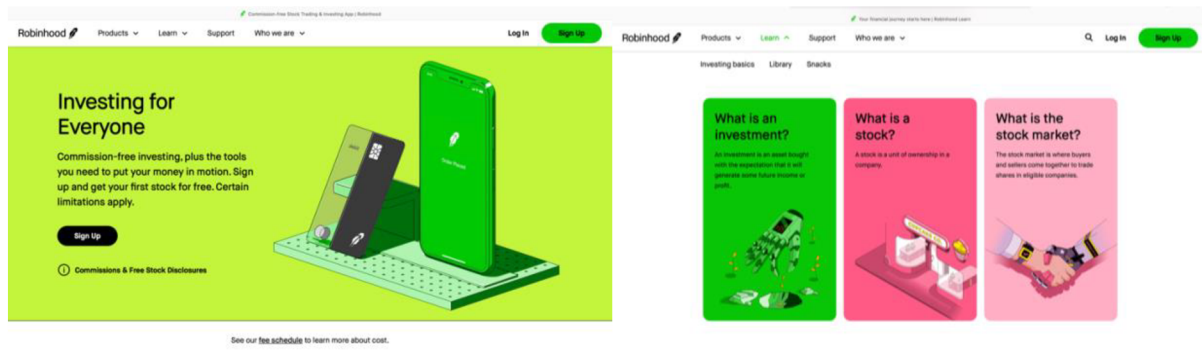 Commission-free Stock Trading & Investing App | Robinhood
Robinhood
Products
Learn
Support
Who we are
Log In
Sign Up
Investing for
Everyone
Commission-free investing, plus the tools
you need to put your money in motion. Sign
up and get your first stock for free. Certain
limitations apply.
Sign Up
Commissions & Free Stock Disclosures
See our fee schedule to learn more about cost.
Your financial journey starts here | Robinhood Learn
Robinhood
Products
Learn
Support
Who we are
Log In
Sign Up
Investing basics
Library
Snacks
What is an
investment?
An investment is an asset bought
with the expectation that it will
generate some future income or
profit.
What is a
stock?
A stock is a unit of ownership in a
company.
What is the
stock market?
The stock market is where buyers
and sellers come together to trade
shares in eligible companies.